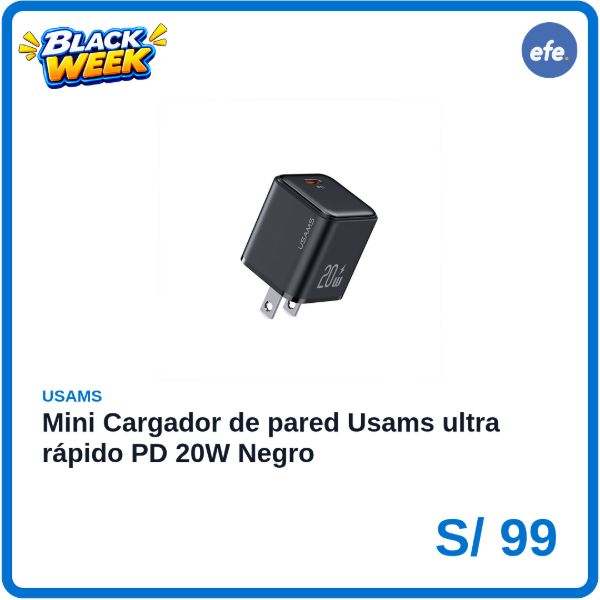 BLACK
WEEK
efe.
USAMS
20W
USAMS
Mini Cargador de pared Usams ultra
rápido PD 20W Negro
S/ 99